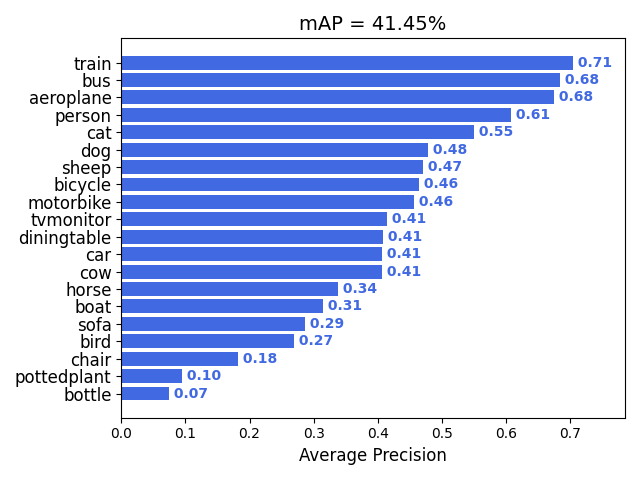 mAP = 41.45%
train 0.71
bus 0.68
aeroplane 0.68
person 0.61
cat 0.55
dog 0.48
sheep 0.47
bicycle 0.46
motorbike 0.46
tvmonitor 0.41
diningtable 0.41
car 0.41
cow 0.41
horse 0.34
boat 0.31
sofa 0.29
bird 0.27
chair 0.18
pottedplant 0.10
bottle 0.07
0.0 0.1 0.2 0.3 0.4 0.5 0.6 0.7
Average Precision